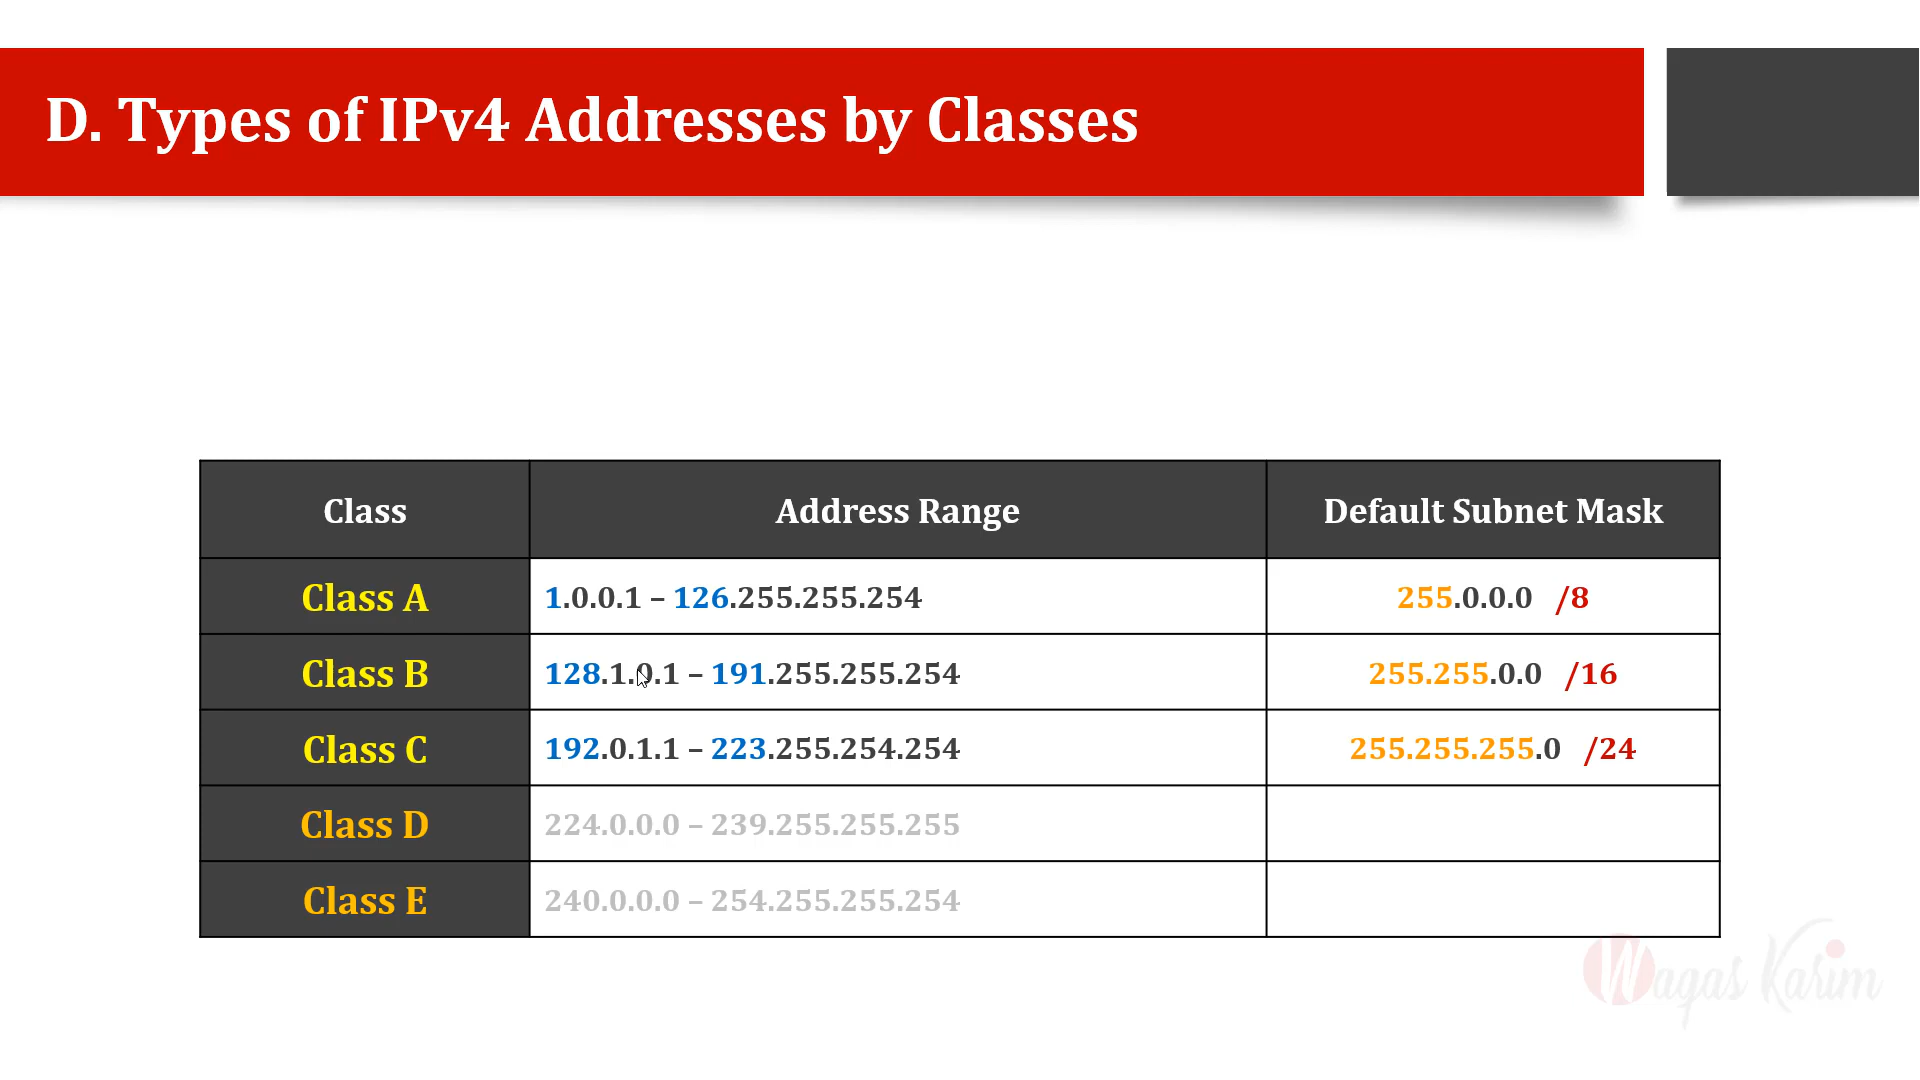 D. Types of IPv4 Addresses by Classes
Class Address Range Default Subnet Mask
Class A 1.0.0.1 – 126.255.255.254 255.0.0.0 /8
Class B 128.1.0.1 – 191.255.255.254 255.255.0.0 /16
Class C 192.0.1.1 – 223.255.254.254 255.255.255.0 /24
Class D 224.0.0.0 – 239.255.255.255
Class E 240.0.0.0 – 254.255.255.254
Waqas Karim